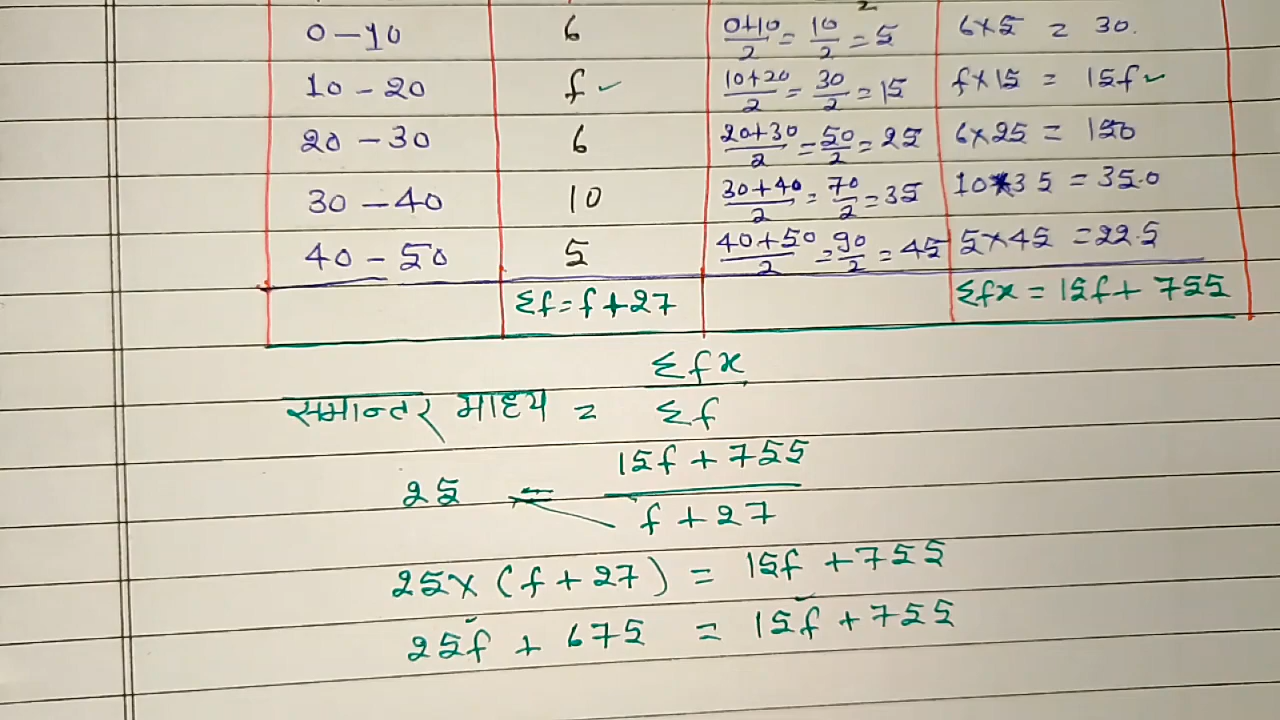 0-10 6 0+10/2 = 10/2 = 5 6×5 = 30.
10-20 f ✓ 10+20/2 = 30/2 = 15 f×15 = 15f ✓
20-30 6 20+30/2 = 50/2 = 25 6×25 = 150
30-40 10 30+40/2 = 70/2 = 35 10×35 = 35.0
40-50 5 40+50/2 = 90/2 = 45 5×45 = 22.5
Σf = f+27 Σfx = 15f + 755
समान्तर माध्य = Σfx/Σf
25 = 15f + 755/f + 27
25×(f+27) = 15f + 755
25f + 675 = 15f + 755